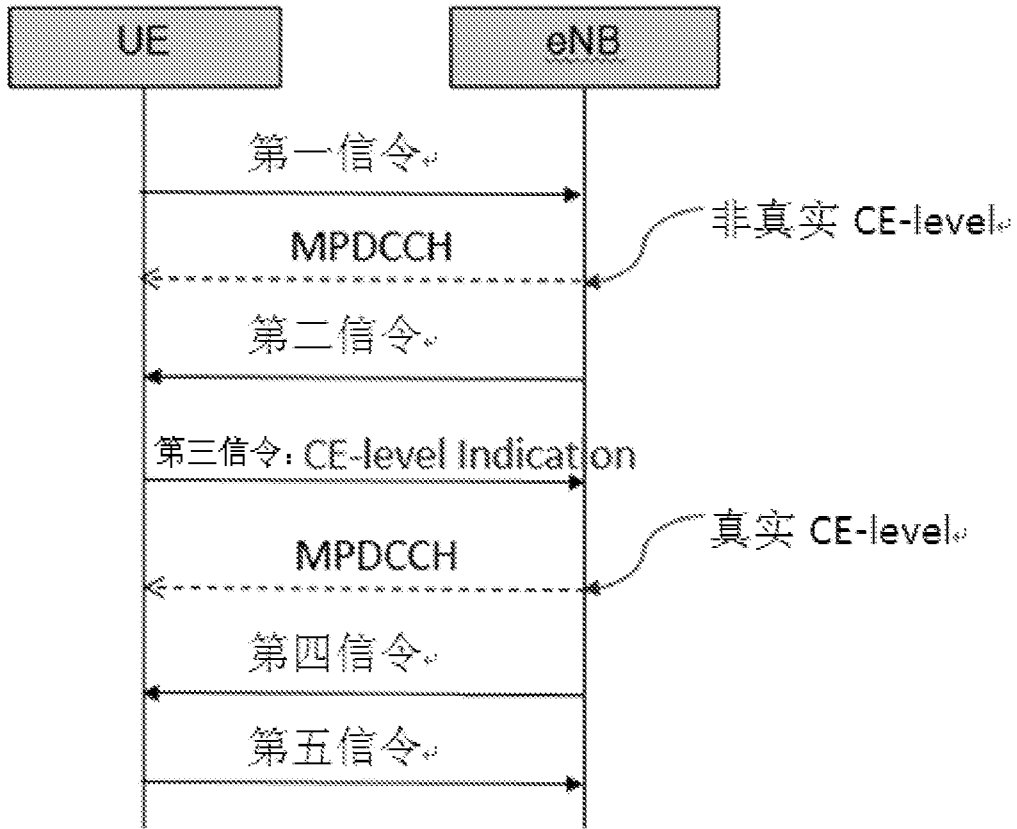 UE
eNB
第一信令
非真实 CE-level
MPDCCH
第二信令
第三信令：CE-level Indication
真实 CE-level
MPDCCH
第四信令
第五信令